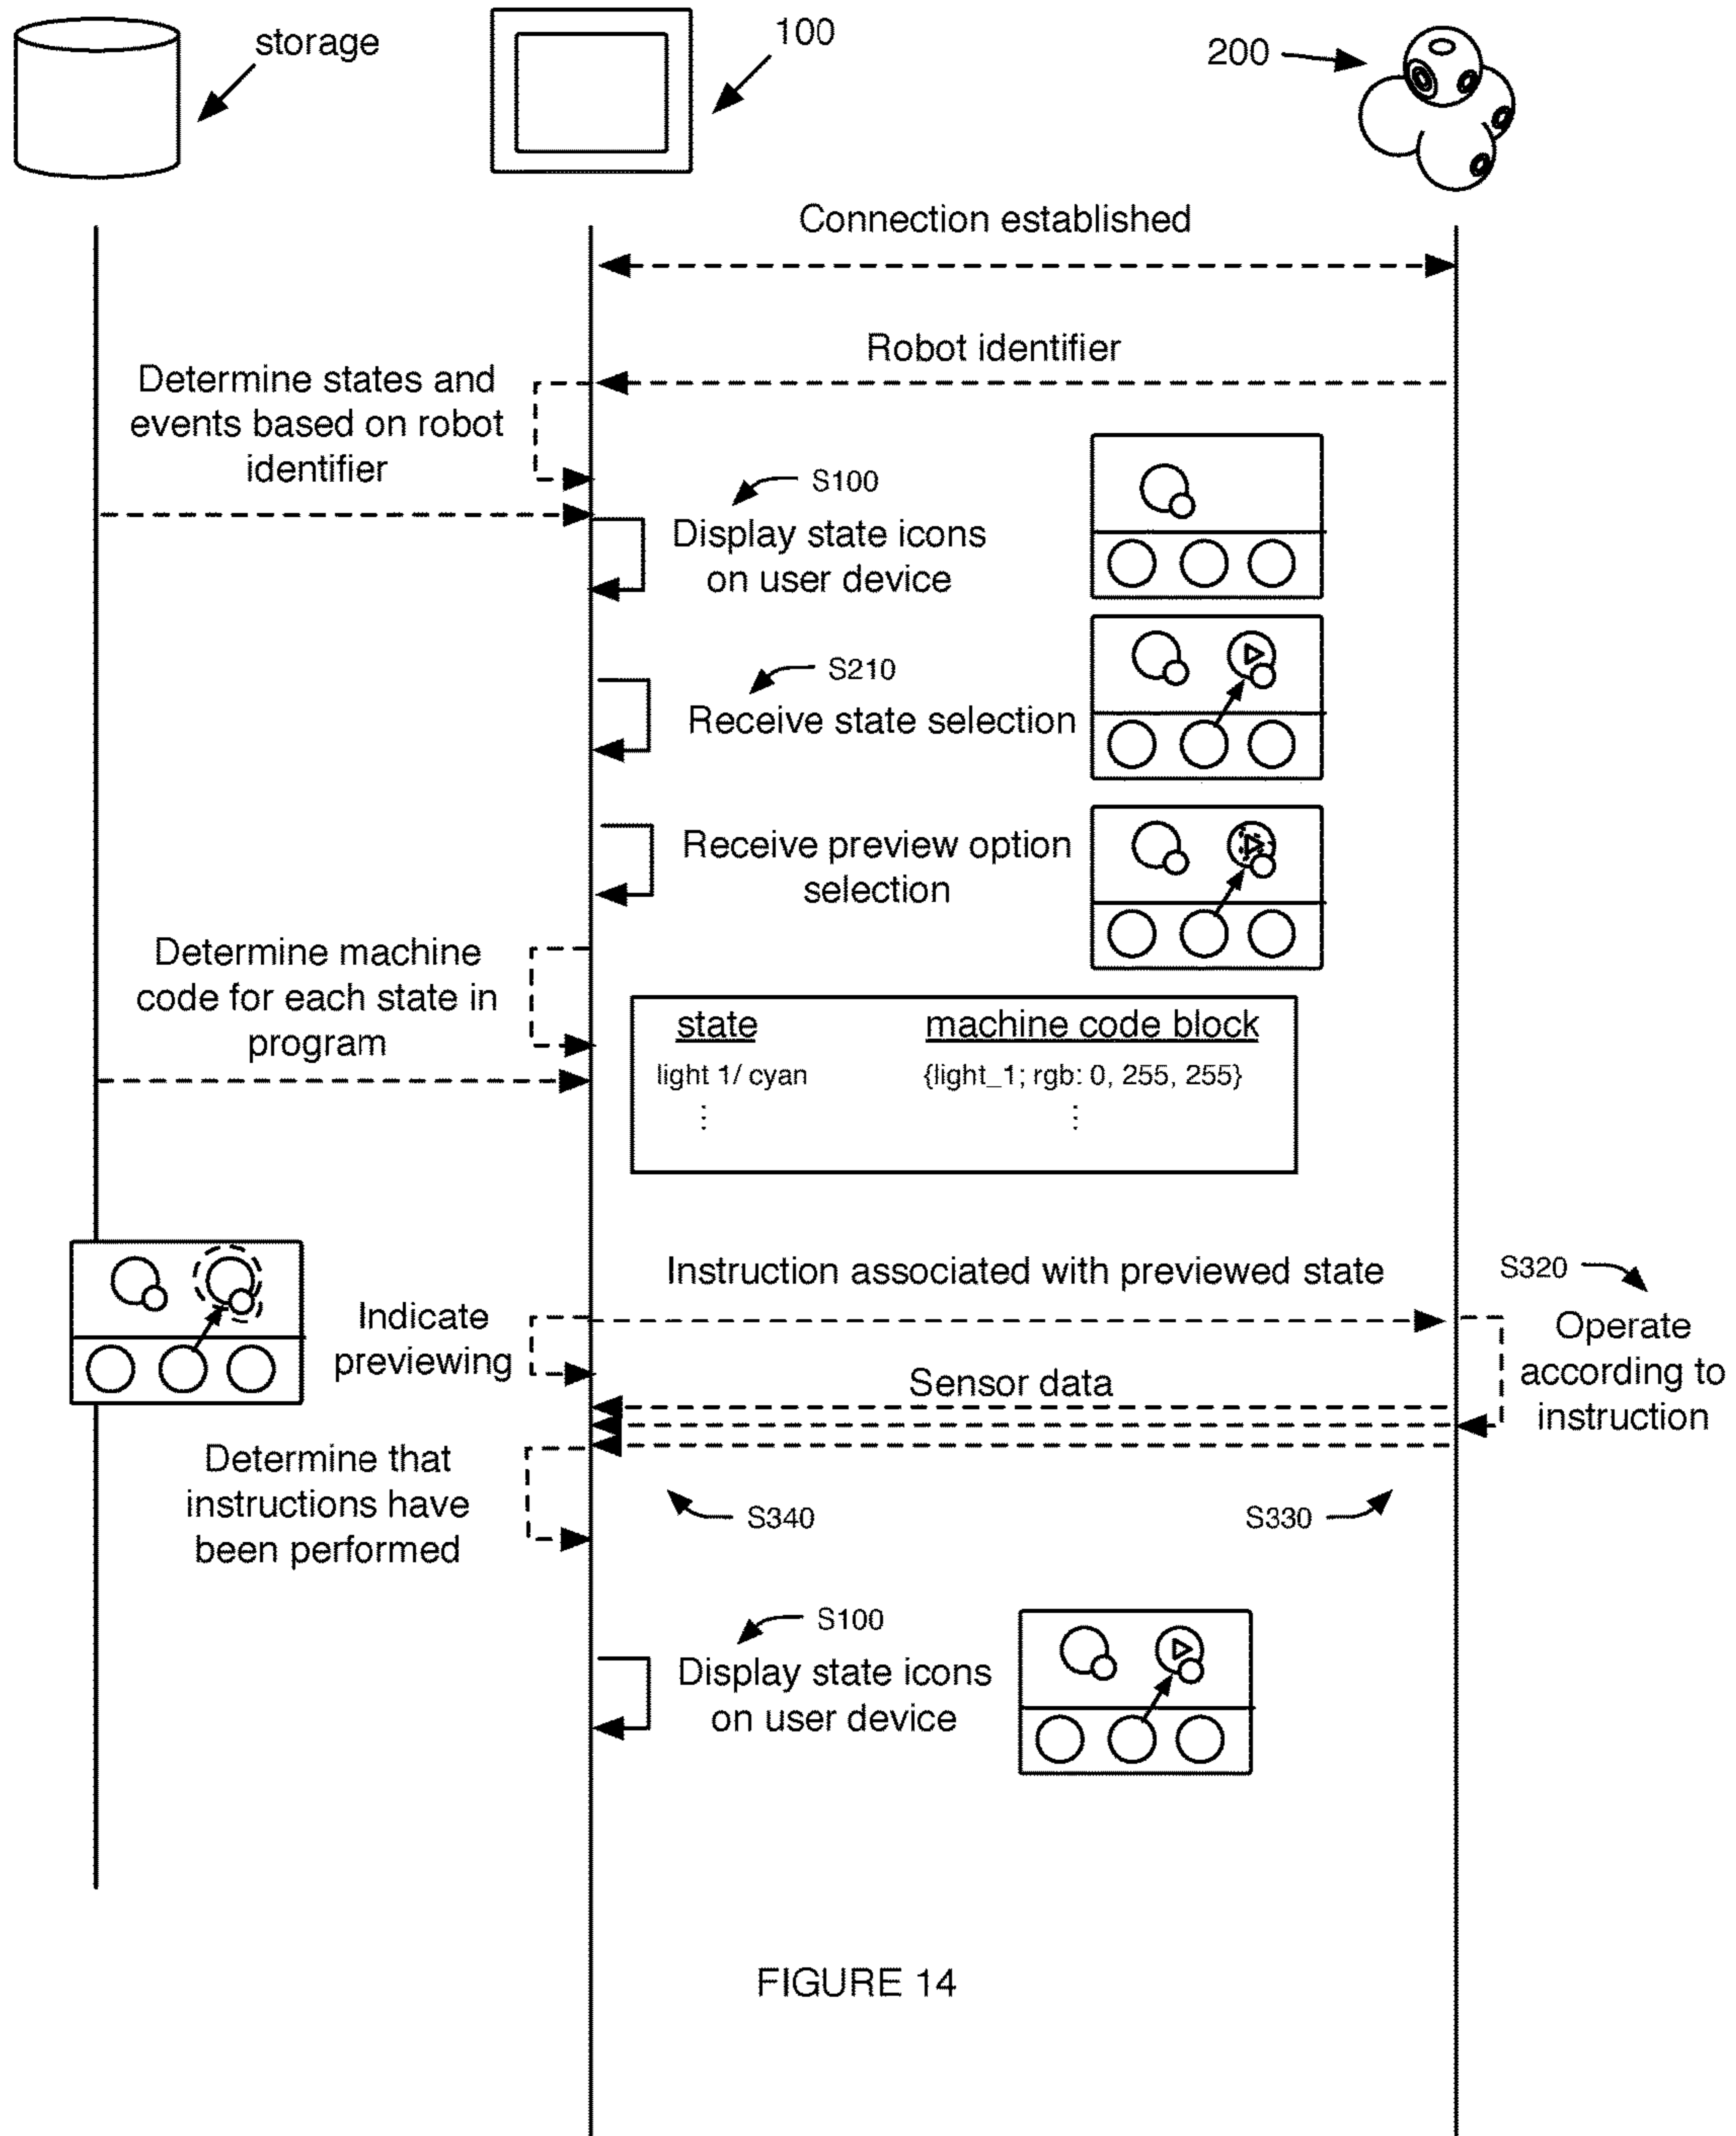 storage
100
200
Connection established
Robot identifier
Determine states and
events based on robot
identifier
S100
Display state icons
on user device
S210
Receive state selection
Receive preview option
selection
Determine machine
code for each state in
program
state machine code block
light 1/ cyan {light_1; rgb: 0, 255, 255}
⋮ ⋮
Instruction associated with previewed state
S320
Indicate
previewing
Operate
according to
instruction
Sensor data
Determine that
instructions have
been performed
S340
S330
S100
Display state icons
on user device
FIGURE 14